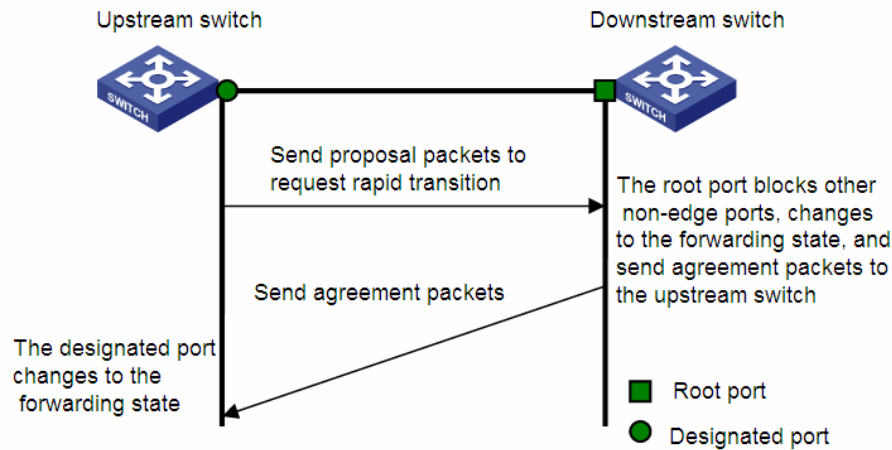 Upstream switch
Downstream switch
SWITCH
SWITCH
Send proposal packets to
request rapid transition
The root port blocks other
non-edge ports, changes
to the forwarding state, and
send agreement packets to
the upstream switch
Send agreement packets
The designated port
changes to the
forwarding state
Root port
Designated port